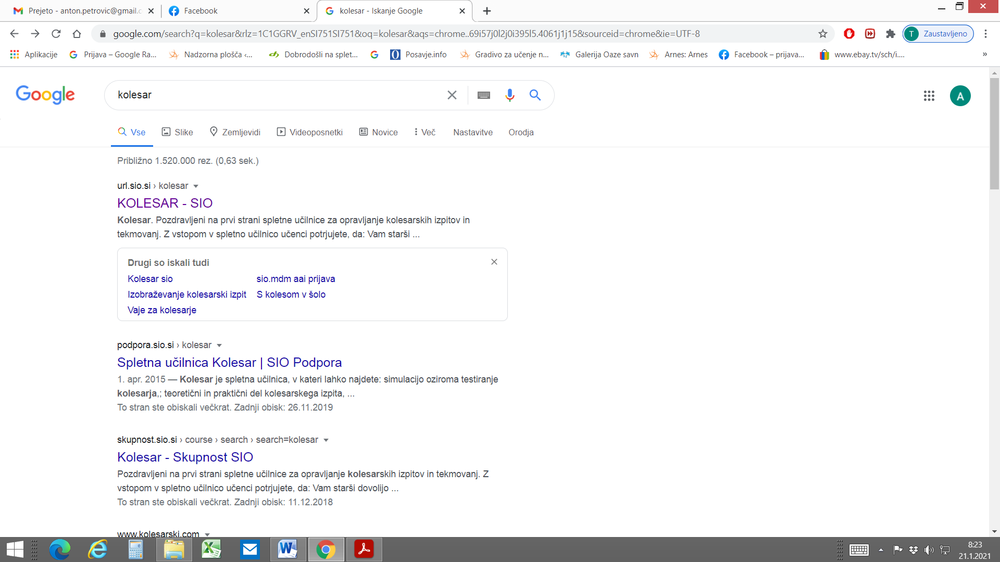 Prejeto - anton.petrovic@gmail.c
Facebook
kolesar - Iskanje Google
google.com/search?q=kolesar&rlz=1C1GGRV_enSI751SI751&oq=kolesar&aqs=chrome..69i57j0l2j0i395l5.4061j1j15&sourceid=chrome&ie=UTF-8
T Zaustavljeno
Aplikacije
Prijava – Google Ra...
Nadzorna plošča ‹...
Dobrodošli na splet...
Posavje.info
Gradivo za učenje n...
Galerija Oaze savn
Arnes: Arnes
Facebook – prijava...
www.ebay.tv/sch/i....
»
Google
kolesar
A
Vse
Slike
Zemljevidi
Videoposnetki
Novice
Več
Nastavitve
Orodja
Približno 1.520.000 rez. (0,63 sek.)
url.sio.si › kolesar
KOLESAR - SIO
Kolesar. Pozdravljeni na prvi strani spletne učilnice za opravljanje kolesarskih izpitov in
tekmovanj. Z vstopom v spletno učilnico učenci potrjujete, da: Vam starši ...
Drugi so iskali tudi
Kolesar sio
sio.mdm aai prijava
Izobraževanje kolesarski izpit
S kolesom v šolo
Vaje za kolesarje
podpora.sio.si › kolesar
Spletna učilnica Kolesar | SIO Podpora
1. apr. 2015 — Kolesar je spletna učilnica, v kateri lahko najdete: simulacijo oziroma testiranje
kolesarja,; teoretični in praktični del kolesarskega izpita, ...
To stran ste obiskali večkrat. Zadnji obisk: 26.11.2019
skupnost.sio.si › course › search › search=kolesar
Kolesar - Skupnost SIO
Pozdravljeni na prvi strani spletne učilnice za opravljanje kolesarskih izpitov in tekmovanj. Z
vstopom v spletno učilnico učenci potrjujete, da: Vam starši dovolijo ...
To stran ste obiskali večkrat. Zadnji obisk: 11.12.2018
www.kolesarski.com
8:23
21.1.2021